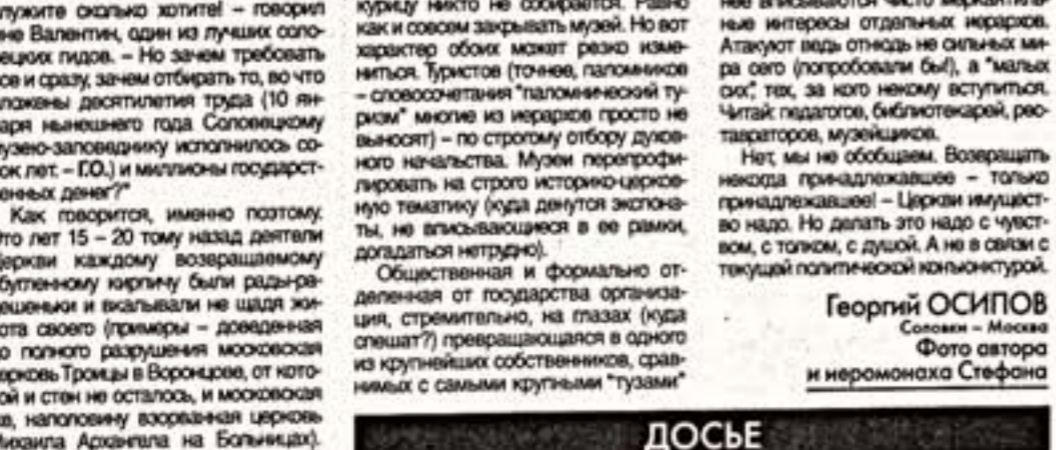 служите сколько хотите! – говорил
мне Валентин, один из лучших соло-
вецких гидов. – Но зачем требовать
все и сразу, зачем отбирать то, во что
вложены десятилетия труда (10 ян-
варя нынешнего года Соловецкому
музею-заповеднику исполнилось со-
рок лет. – Г.О.) и миллионы государст-
венных денег?"
Как говорится, именно поэтому.
Это лет 15 – 20 тому назад деятели
Церкви каждому возвращаемому
обугленному кирпичу были рады-ра-
дешеньки и вкалывали не щадя жи-
вота своего (примеры – доведенная
до полного разрушения московская
церковь Троицы в Воронцове, от кото-
рой и стен не осталось, и московская
же, наполовину взорванная церковь
Михаила Архангела на Больницах).
курицу никто не собирается. Равно
как и совсем закрывать музей. Но вот
характер обоих может резко изме-
ниться. Туристов (точнее, паломников
– словосочетания "паломнический ту-
ризм" многие из иерархов просто не
выносят) – по строгому отбору духов-
ного начальства. Музеи перепрофи-
лировать на строго историко-церков-
ную тематику (куда денутся экспона-
ты, не вписывающиеся в ее рамки,
догадаться нетрудно).
Общественная и формально от-
деленная от государства организа-
ция, стремительно, на глазах (куда
спешат?) превращающаяся в одного
из крупнейших собственников, срав-
нимых с самыми крупными "тузами"
нее вписываются чисто меркантиль-
ные интересы отдельных иерархов.
Атакуют ведь отнюдь не сильных ми-
ра сего (попробовали бы!), а "малых
сих", тех, за кого некому вступиться.
Читай: педагогов, библиотекарей, рес-
тавраторов, музейщиков.
Нет, мы не обобщаем. Возвращать
некогда принадлежавшее – только
принадлежавшее! – Церкви имущест-
во надо. Но делать это надо с чувст-
вом, с толком, с душой. А не в связи с
текущей политической конъюнктурой.
Георгий ОСИПОВ
Соловки – Москва
Фото автора
и иеромонаха Стефана
ДОСЬЕ